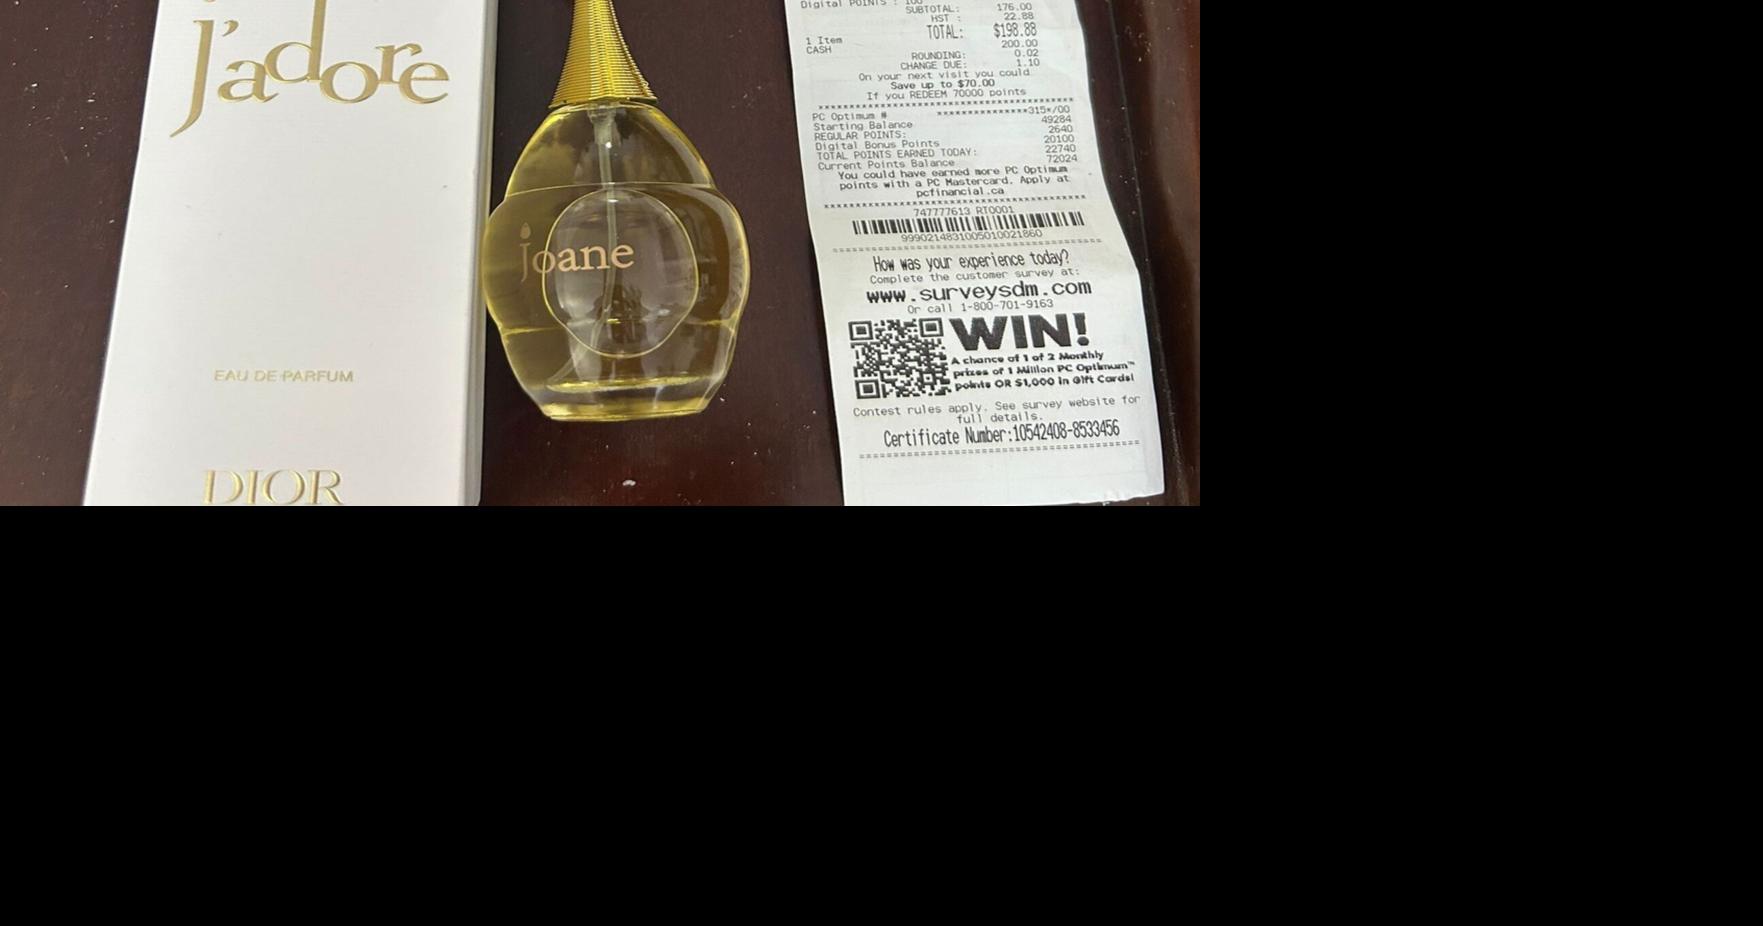 j'adore
EAU DE PARFUM
DIOR
Joane
Digital POINTS : 100
SUBTOTAL: 176.00
HST : 22.88
TOTAL: $198.88
1 Item
CASH 200.00
ROUNDING: 0.02
CHANGE DUE: 1.10
On your next visit you could
Save up to $70.00
If you REDEEM 70000 points
************************************
PC Optimum # **************315*/00
Starting Balance 49284
REGULAR POINTS: 2640
Digital Bonus Points 20100
TOTAL POINTS EARNED TODAY: 22740
Current Points Balance 72024
You could have earned more PC Optimum
points with a PC Mastercard. Apply at
pcfinancial.ca
************************************
747777613 RT0001
9990214831005010021860
====================================
How was your experience today?
Complete the customer survey at:
www.surveysdm.com
Or call 1-800-701-9163
WIN!
A chance of 1 of 2 Monthly
prizes of 1 Million PC Optimum™
points OR $1,000 in Gift Cards!
Contest rules apply. See survey website for
full details.
Certificate Number:10542408-8533456
====================================